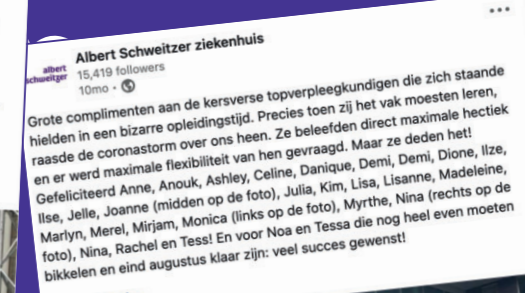 Albert Schweitzer ziekenhuis
albert
schweitzer
15,419 followers
10mo •
Grote complimenten aan de kersverse topverpleegkundigen die zich staande
hielden in een bizarre opleidingstijd. Precies toen zij het vak moesten leren,
raasde de coronastorm over ons heen. Ze beleefden direct maximale hectiek
en er werd maximale flexibiliteit van hen gevraagd. Maar ze deden het!
Gefeliciteerd Anne, Anouk, Ashley, Celine, Danique, Demi, Demi, Dione, Ilze,
Ilse, Jelle, Joanne (midden op de foto), Julia, Kim, Lisa, Lisanne, Madeleine,
Marlyn, Merel, Mirjam, Monica (links op de foto), Myrthe, Nina (rechts op de
foto), Nina, Rachel en Tess! En voor Noa en Tessa die nog heel even moeten
bikkelen en eind augustus klaar zijn: veel succes gewenst!